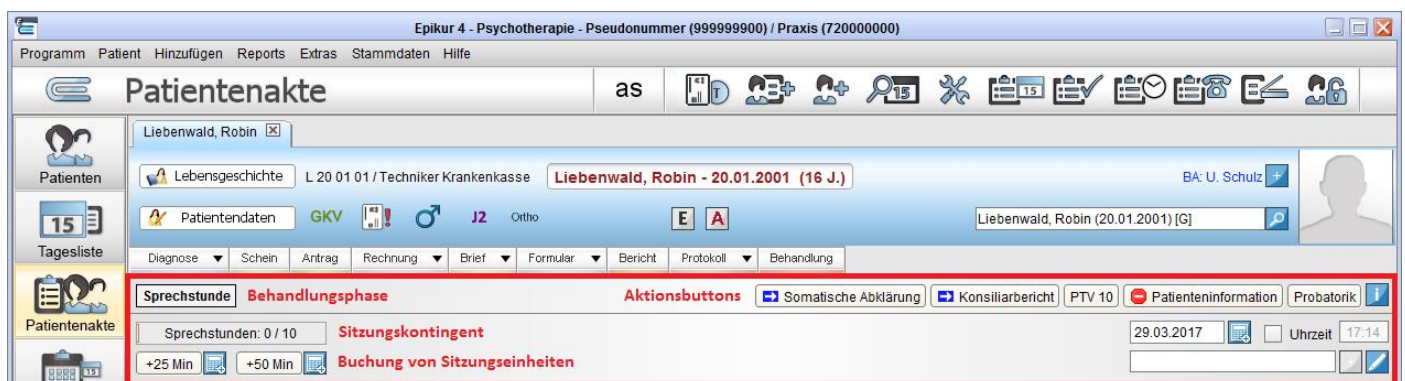 Epikur 4 - Psychotherapie - Pseudonummer (999999900) / Praxis (720000000)
Programm Patient Hinzufügen Reports Extras Stammdaten Hilfe
Patientenakte as T 15 15
Liebenwald, Robin
Patienten
Lebensgeschichte L 20 01 01 / Techniker Krankenkasse Liebenwald, Robin - 20.01.2001 (16 J.) BA: U. Schulz +
15 Patientendaten GKV ! J2 Ortho E A Liebenwald, Robin (20.01.2001) [G]
Tagesliste
Diagnose Schein Antrag Rechnung Brief Formular Bericht Protokoll Behandlung
Sprechstunde Behandlungsphase Aktionsbuttons Somatische Abklärung Konsiliarbericht PTV 10 Patienteninformation Probatorik i
Patientenakte
Sprechstunden: 0 / 10 Sitzungskontingent 29.03.2017 Uhrzeit 17:14
+25 Min +50 Min Buchung von Sitzungseinheiten